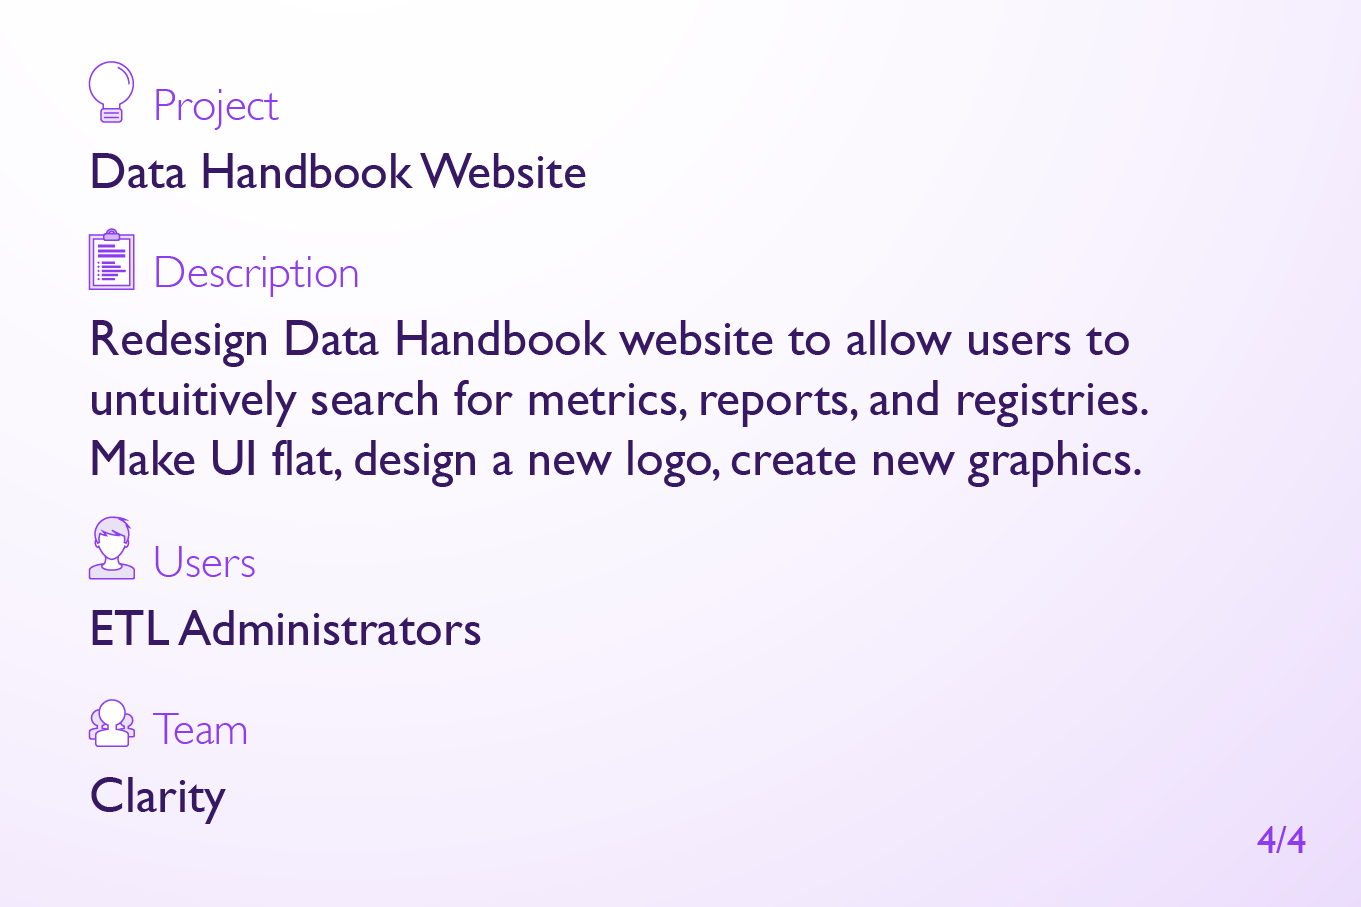 Project
Data Handbook Website
Description
Redesign Data Handbook website to allow users to
untuitively search for metrics, reports, and registries.
Make UI flat, design a new logo, create new graphics.
Users
ETL Administrators
Team
Clarity
4/4